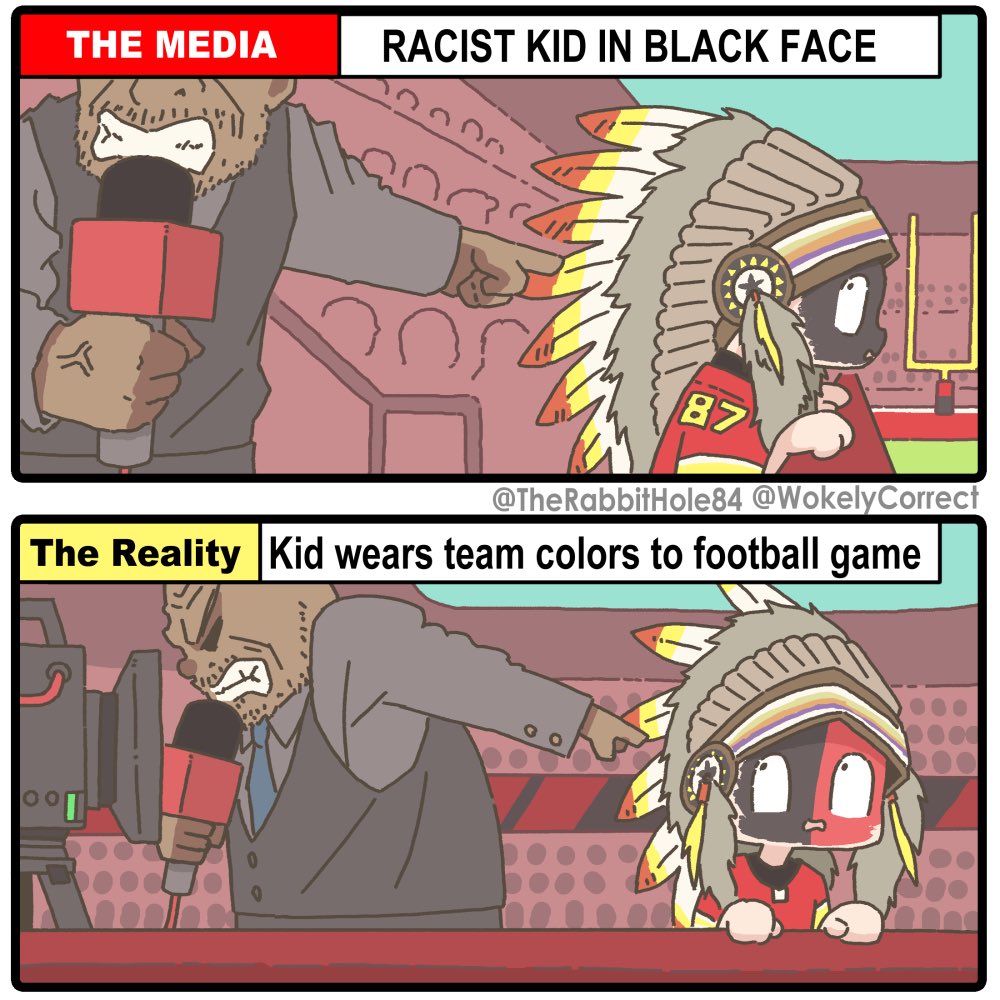 THE MEDIA
RACIST KID IN BLACK FACE
87
@TheRabbitHole84 @WokelyCorrect
The Reality
Kid wears team colors to football game